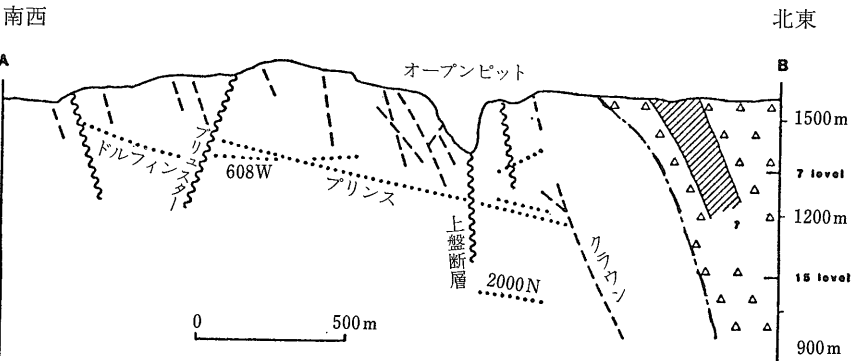 南西
北東
A
B
オープンピット
1500m
ドルフィンスター
ブリュ
608W
プリンス
7 level
1200m
?
上盤断層
クラウン
2000N
15 level
0 500m
900m